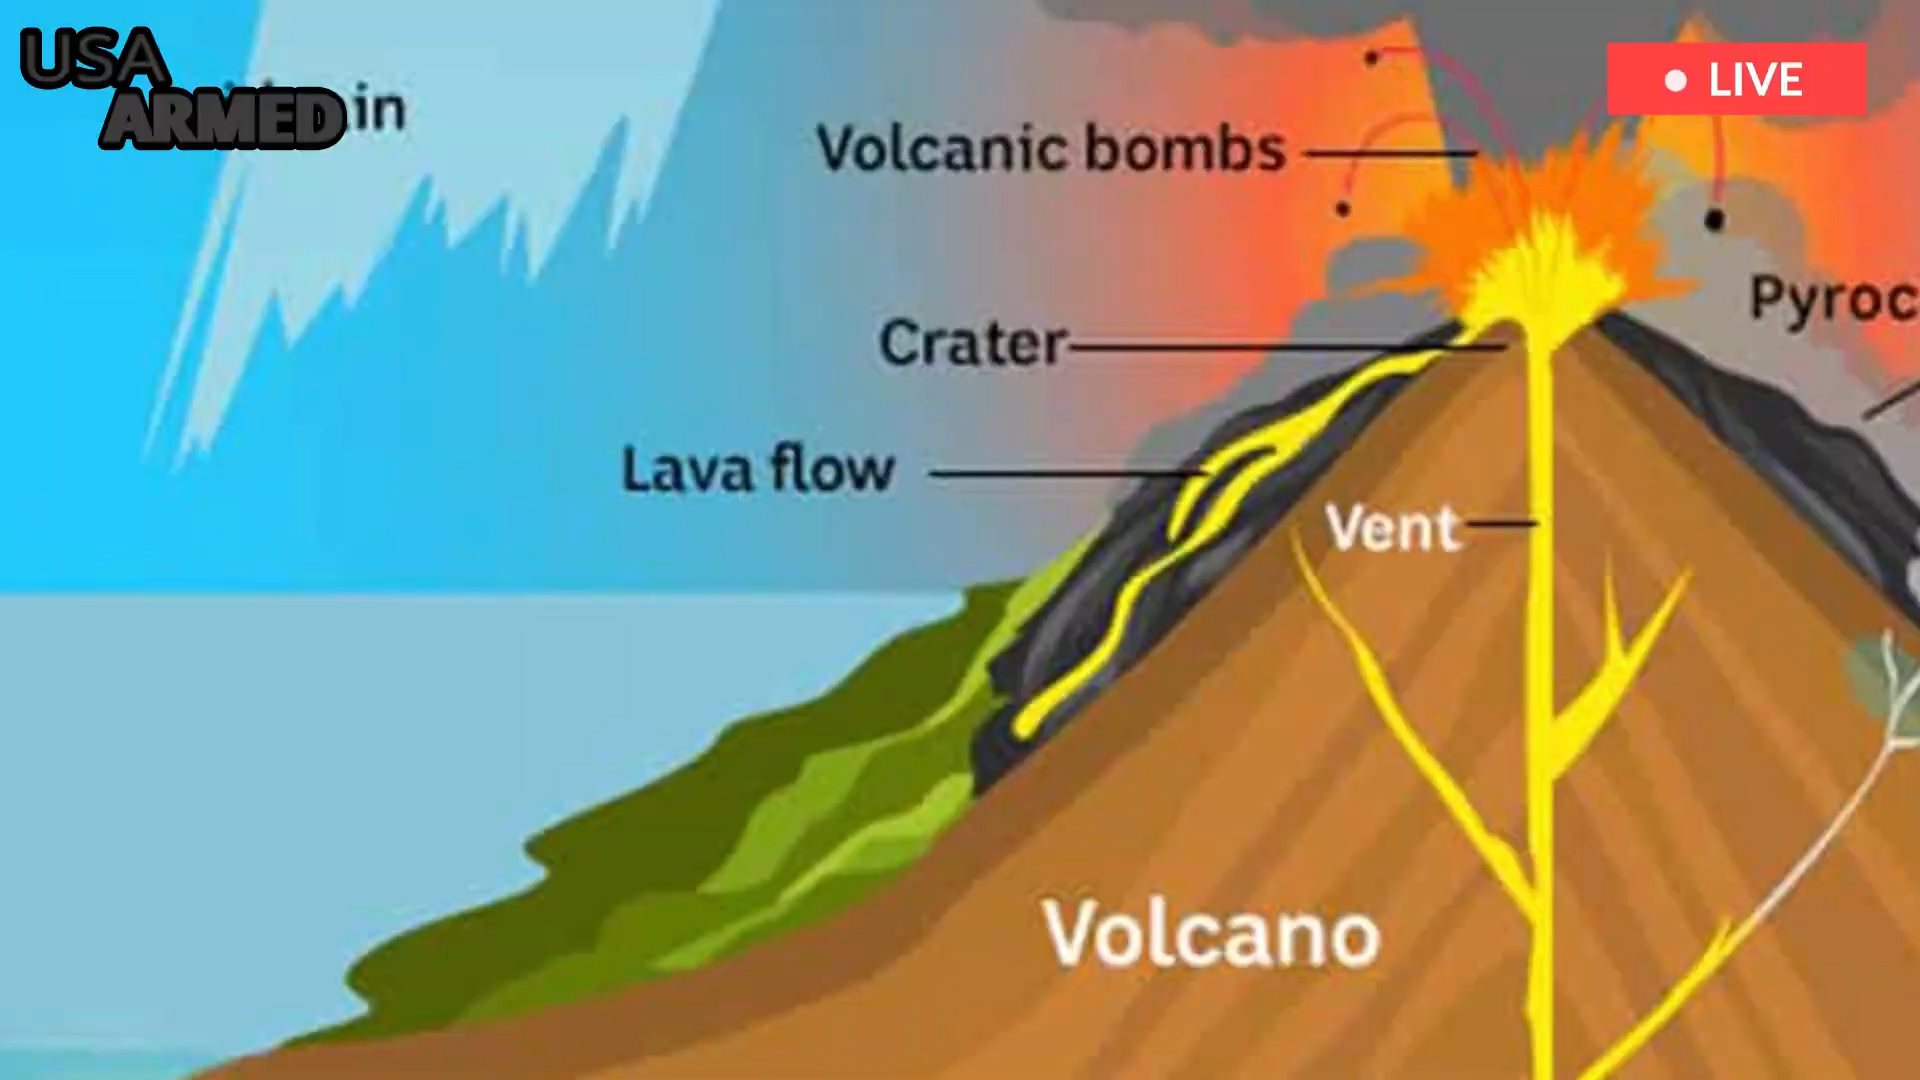 USA
ARMED in
LIVE
Volcanic bombs
Pyroc
Crater
Lava flow
Vent
Volcano